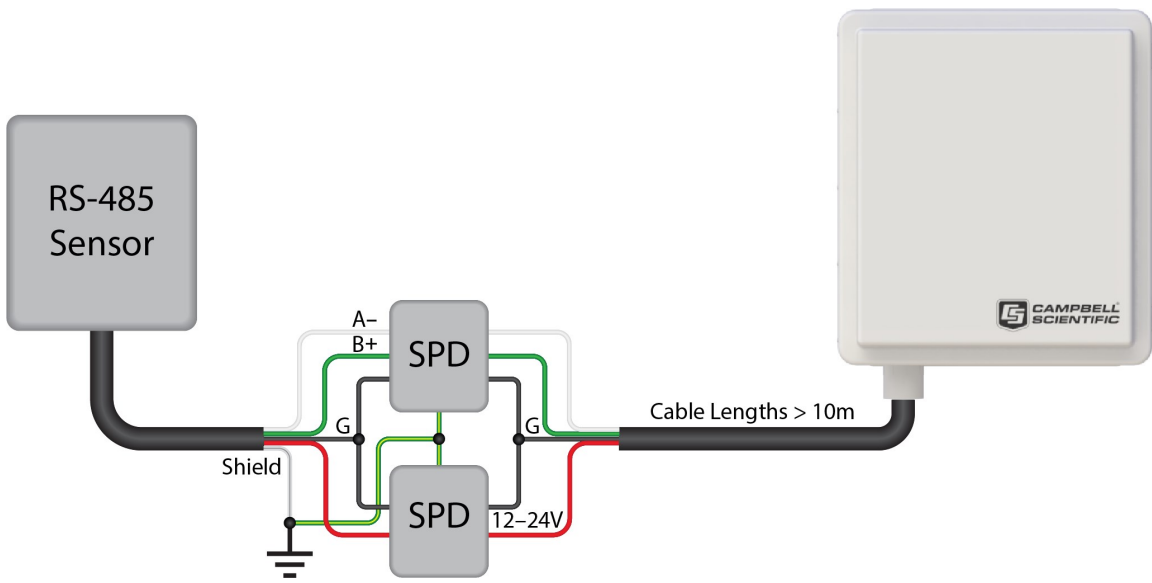 RS-485
Sensor
CAMPBELL
SCIENTIFIC
A–
B+
SPD
G
G
Cable Lengths > 10m
Shield
SPD
12–24V